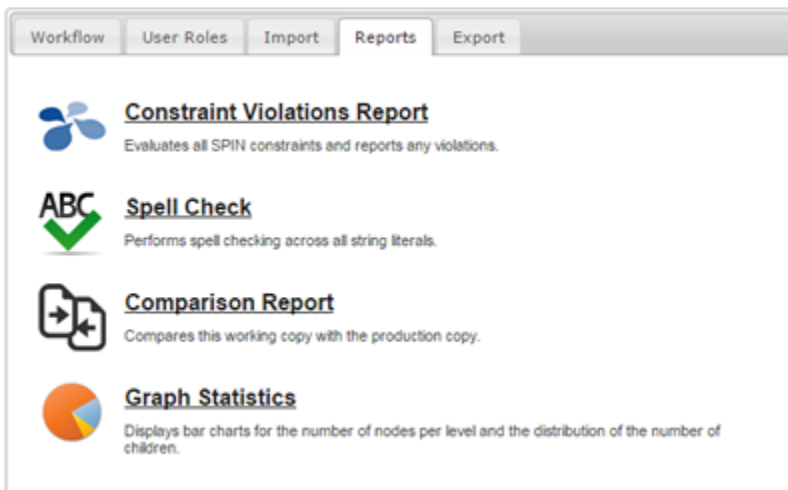 Workflow User Roles Import Reports Export
Constraint Violations Report
Evaluates all SPIN constraints and reports any violations.
ABC
Spell Check
Performs spell checking across all string literals.
Comparison Report
Compares this working copy with the production copy.
Graph Statistics
Displays bar charts for the number of nodes per level and the distribution of the number of
children.